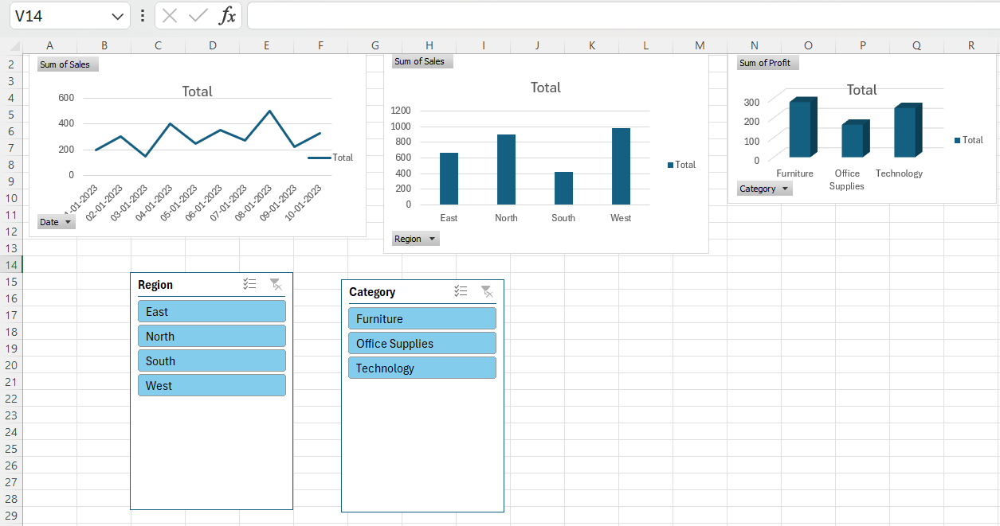 V14
fx
A B C D E F G H I J K L M N O P Q R
2
3
4
5
6
7
8
9
10
11
12
13
14
15
16
17
18
19
20
21
22
23
24
25
26
27
28
29
Sum of Sales
Total
600
400
200
0
Total
-01-2023 02-01-2023 03-01-2023 04-01-2023 05-01-2023 06-01-2023 07-01-2023 08-01-2023 09-01-2023 10-01-2023
Date
Sum of Sales
Total
1200
1000
800
600
400
200
0
Total
East North South West
Region
Sum of Profit
Total
300
200
100
0
Total
Furniture Office Technology
Supplies
Category
Region
East
North
South
West
Category
Furniture
Office Supplies
Technology